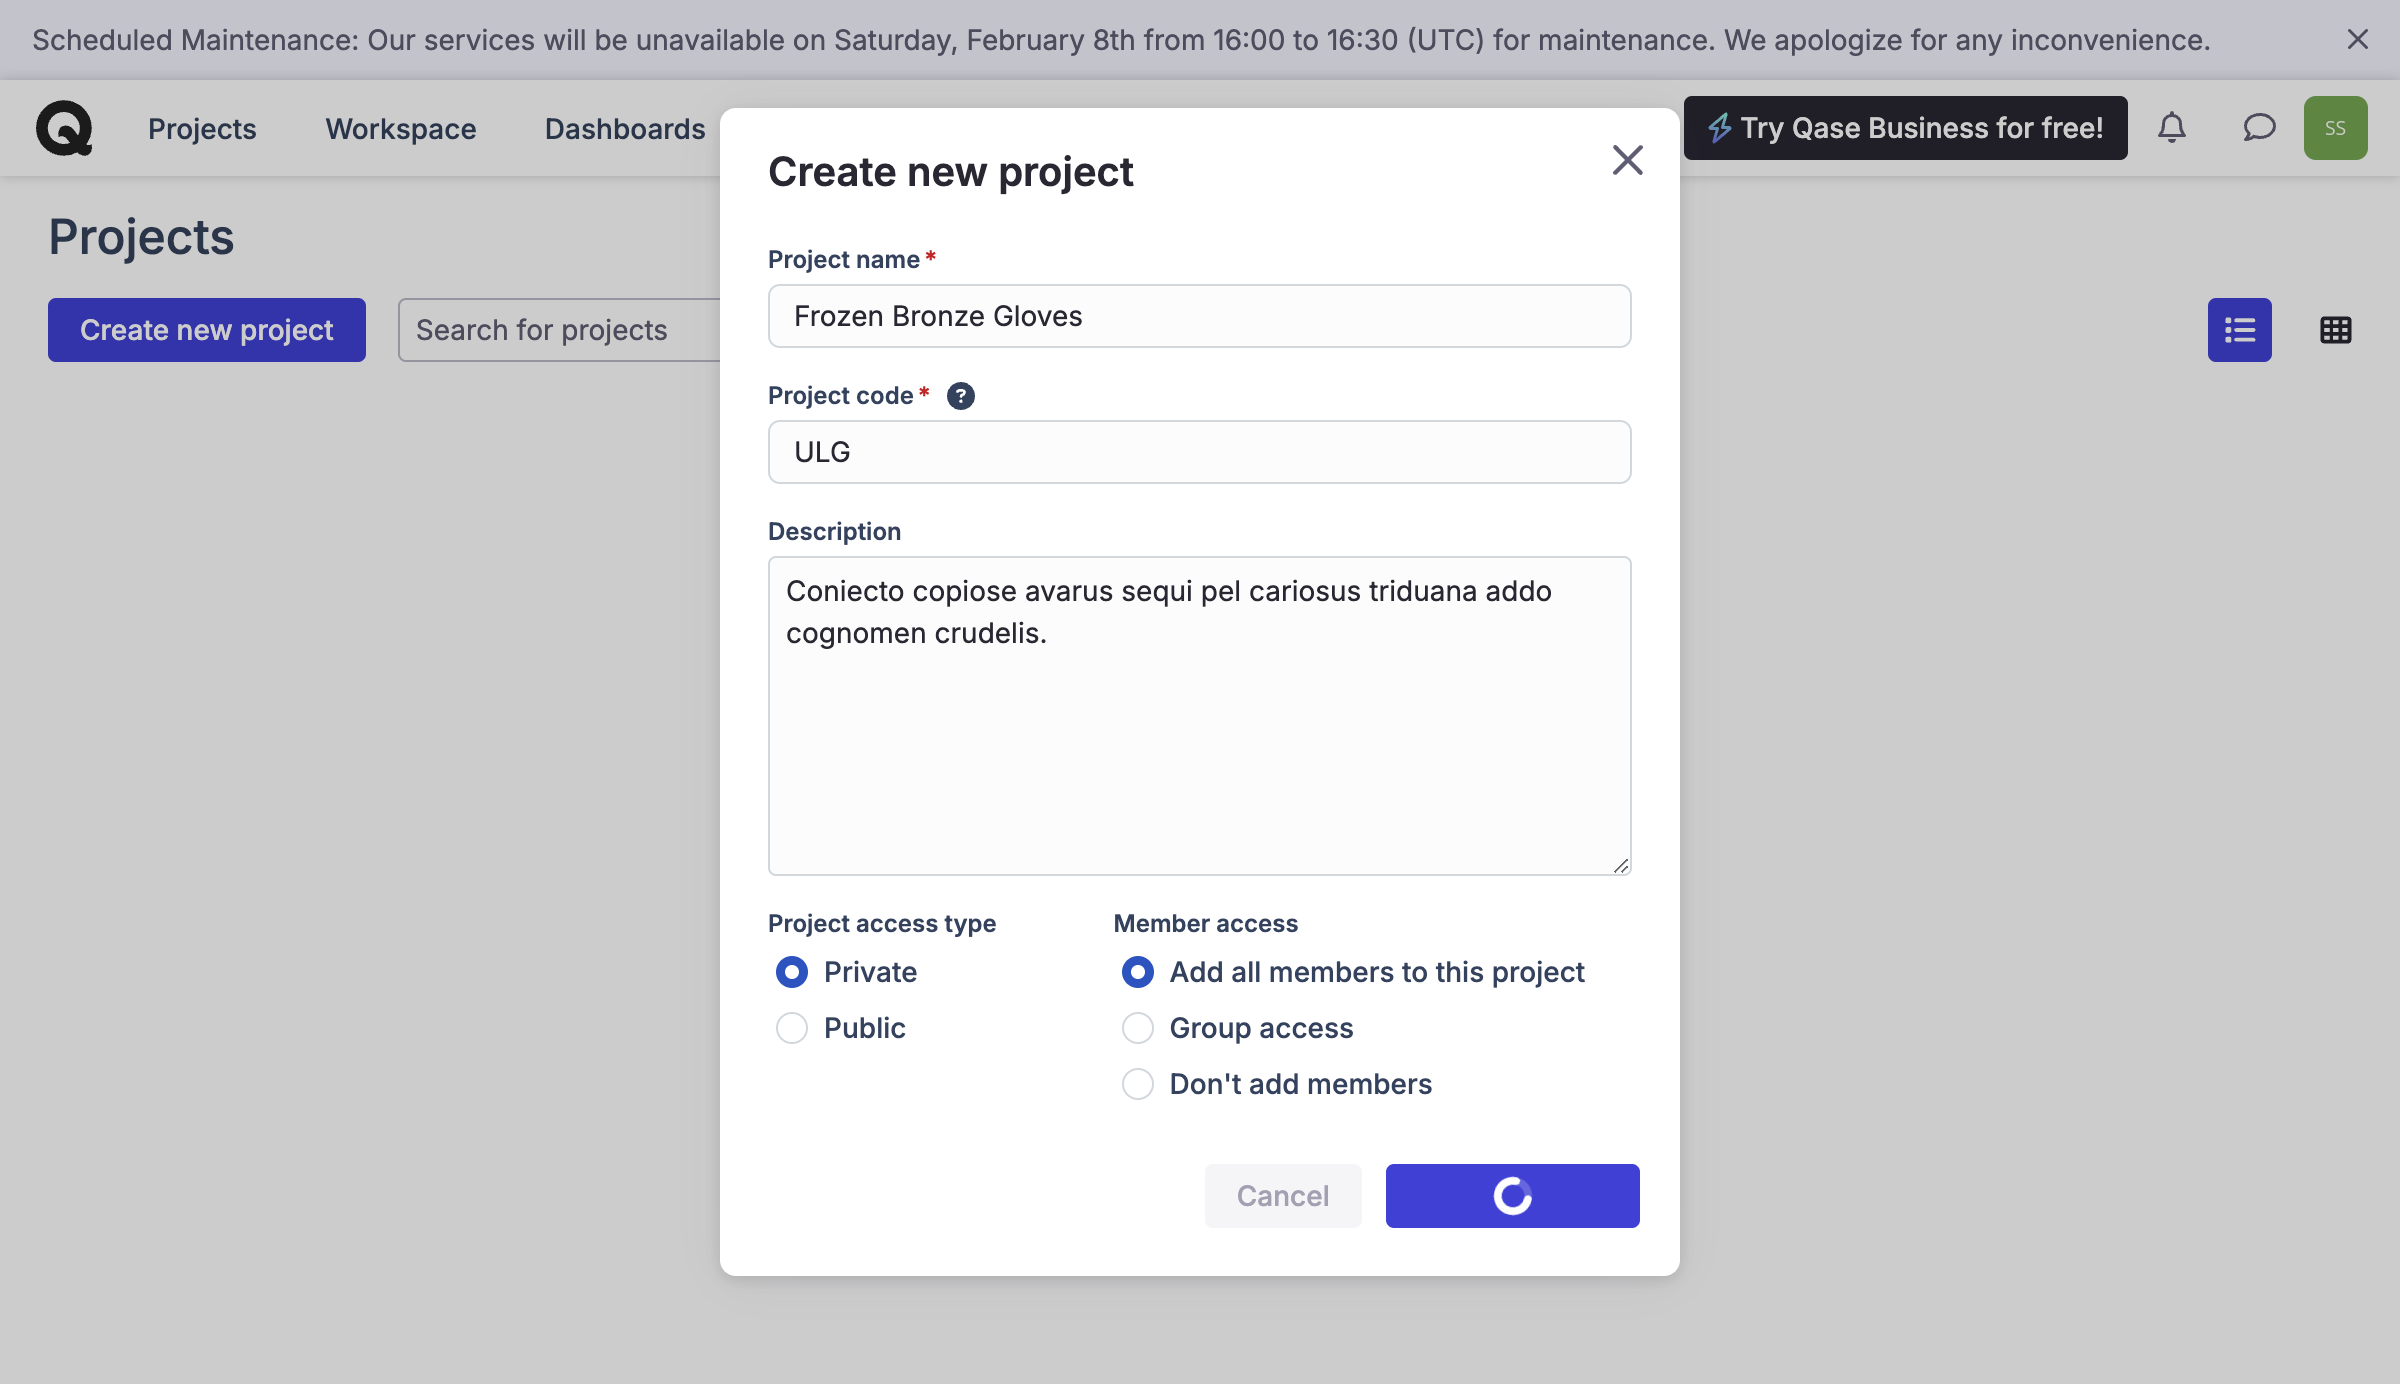 Scheduled Maintenance: Our services will be unavailable on Saturday, February 8th from 16:00 to 16:30 (UTC) for maintenance. We apologize for any inconvenience.
Projects Workspace Dashboards
Try Qase Business for free!
SS
Projects
Create new project
Search for projects
Create new project
Project name *
Frozen Bronze Gloves
Project code * ?
ULG
Description
Coniecto copiose avarus sequi pel cariosus triduana addo
cognomen crudelis.
Project access type
Private
Public
Member access
Add all members to this project
Group access
Don't add members
Cancel